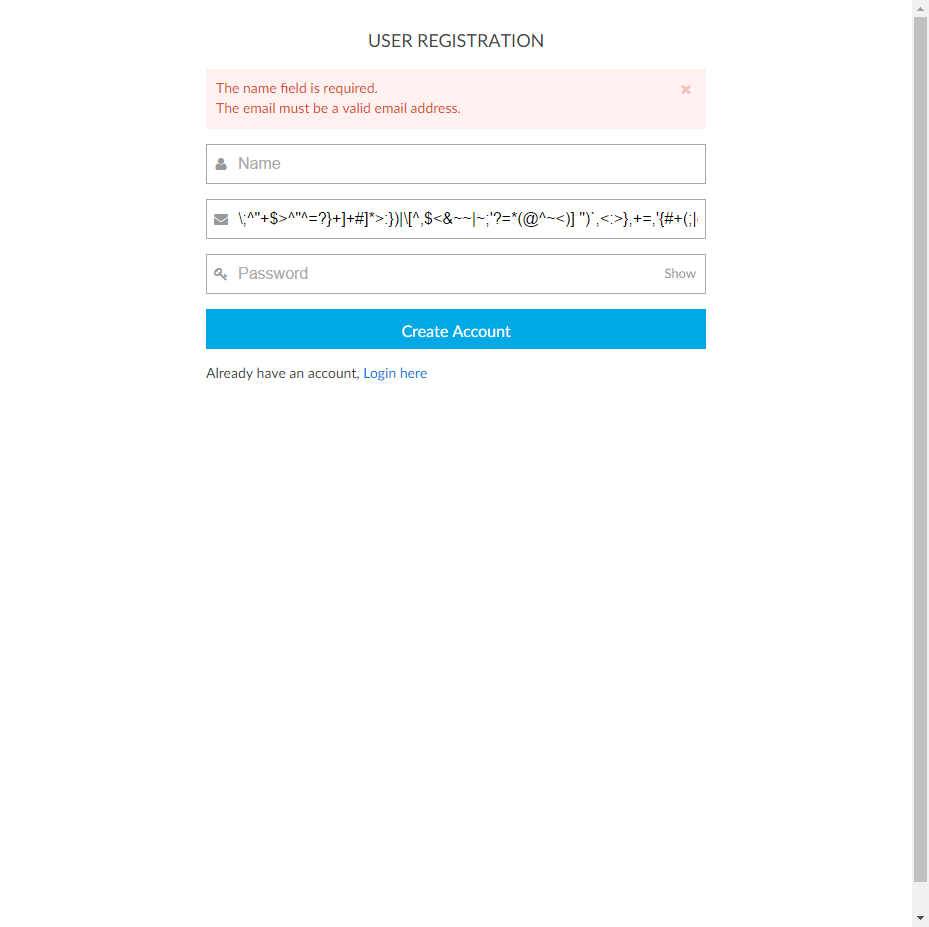 USER REGISTRATION
The name field is required.
The email must be a valid email address.
Name
\;^"+$>^"^=?}+]+#]*>:})|\[^,$<&~~|~;'?=*(@^~<)] ")`,<:>},+=,'{#+(;|
Password Show
Create Account
Already have an account, Login here